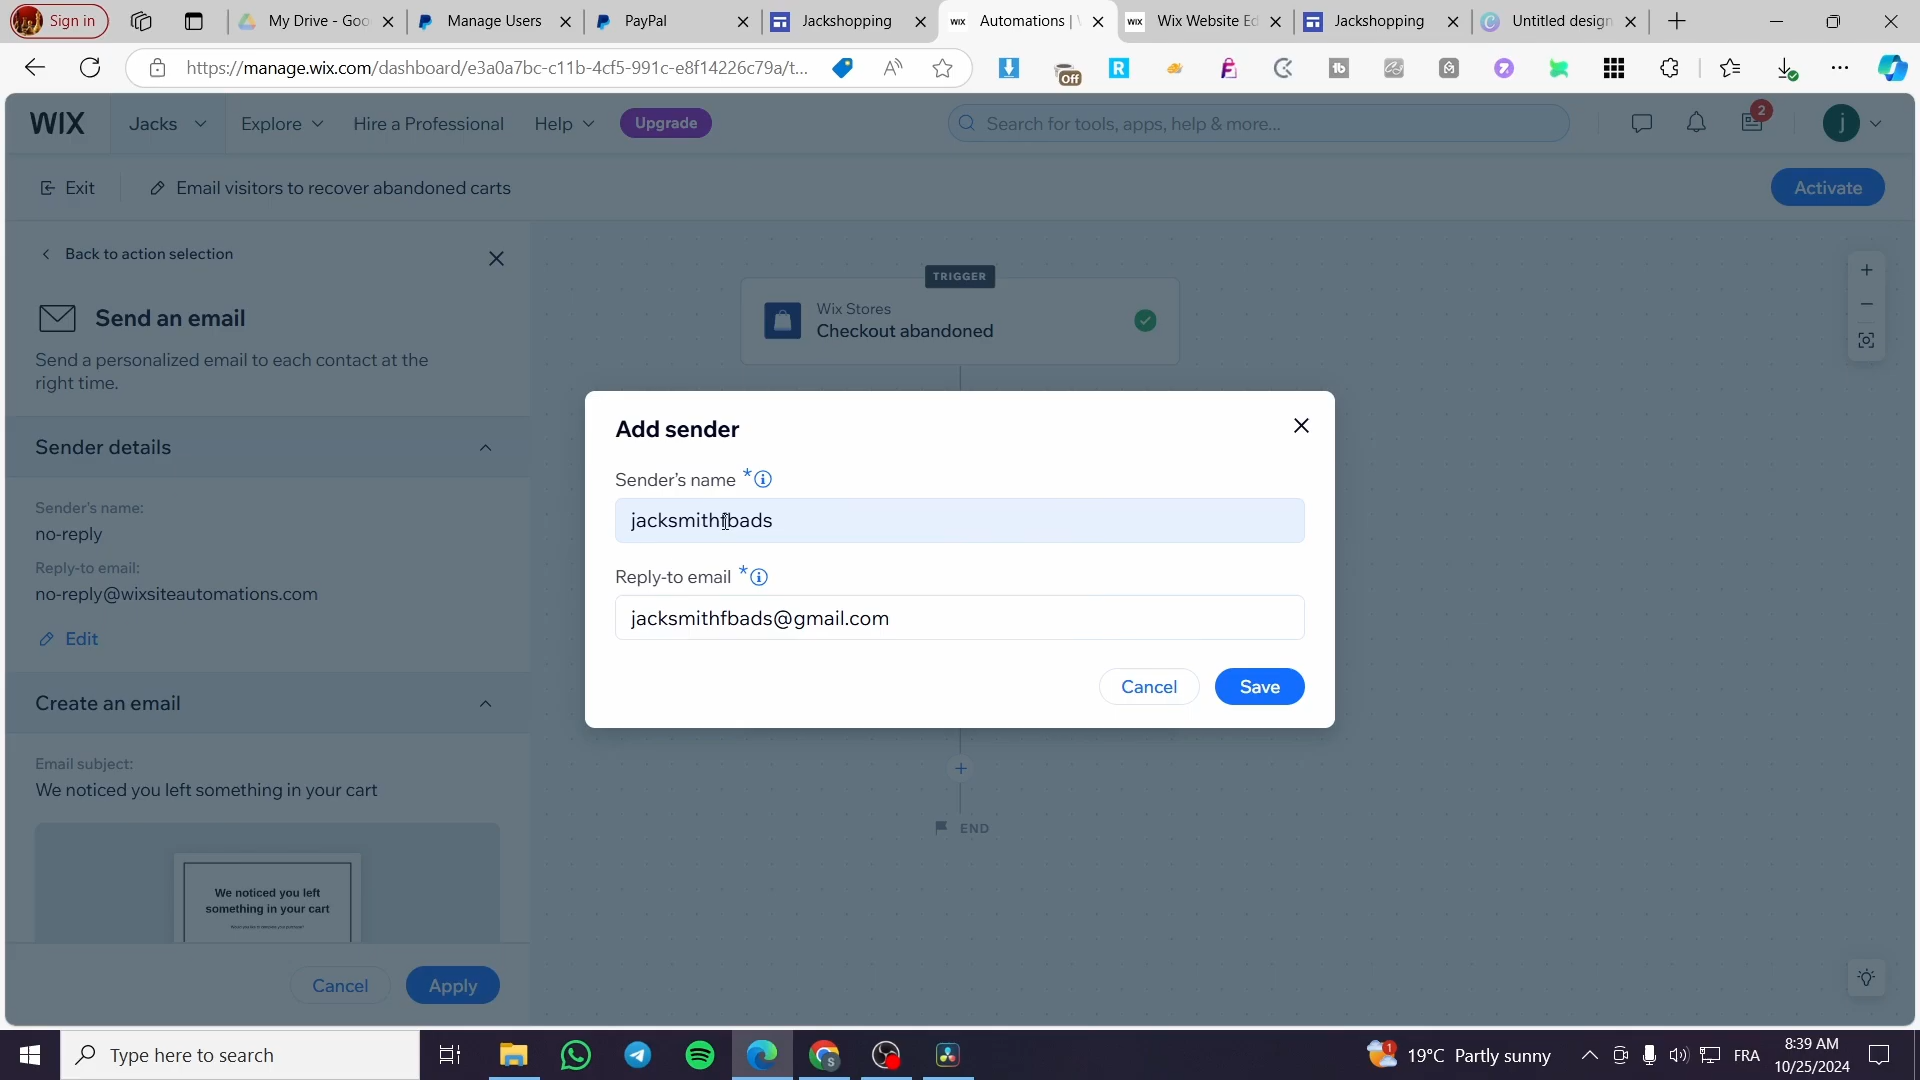 Sign in
My Drive - Goo
Manage Users
PayPal
Jackshopping
WIX
Automations |
WIX
Wix Website Ed
Jackshopping
Untitled design
https://manage.wix.com/dashboard/e3a0a7bc-c11b-4cf5-991c-e8f14226c79a/t...
Off
WIX
Jacks
Explore
Hire a Professional
Help
Upgrade
Search for tools, apps, help & more...
2
j
Exit
Email visitors to recover abandoned carts
Activate
Back to action selection
Send an email
Send a personalized email to each contact at the
right time.
Sender details
Sender's name:
no-reply
Reply-to email:
no-reply@wixsiteautomations.com
Edit
Create an email
Email subject:
We noticed you left something in your cart
We noticed you left
something in your cart
Cancel
Apply
TRIGGER
Wix Stores
Checkout abandoned
Add sender
Sender's name *
jacksmithfbads
Reply-to email *
jacksmithfbads@gmail.com
Cancel
Save
END
Type here to search
1
19°C Partly sunny
FRA
8:39 AM
10/25/2024